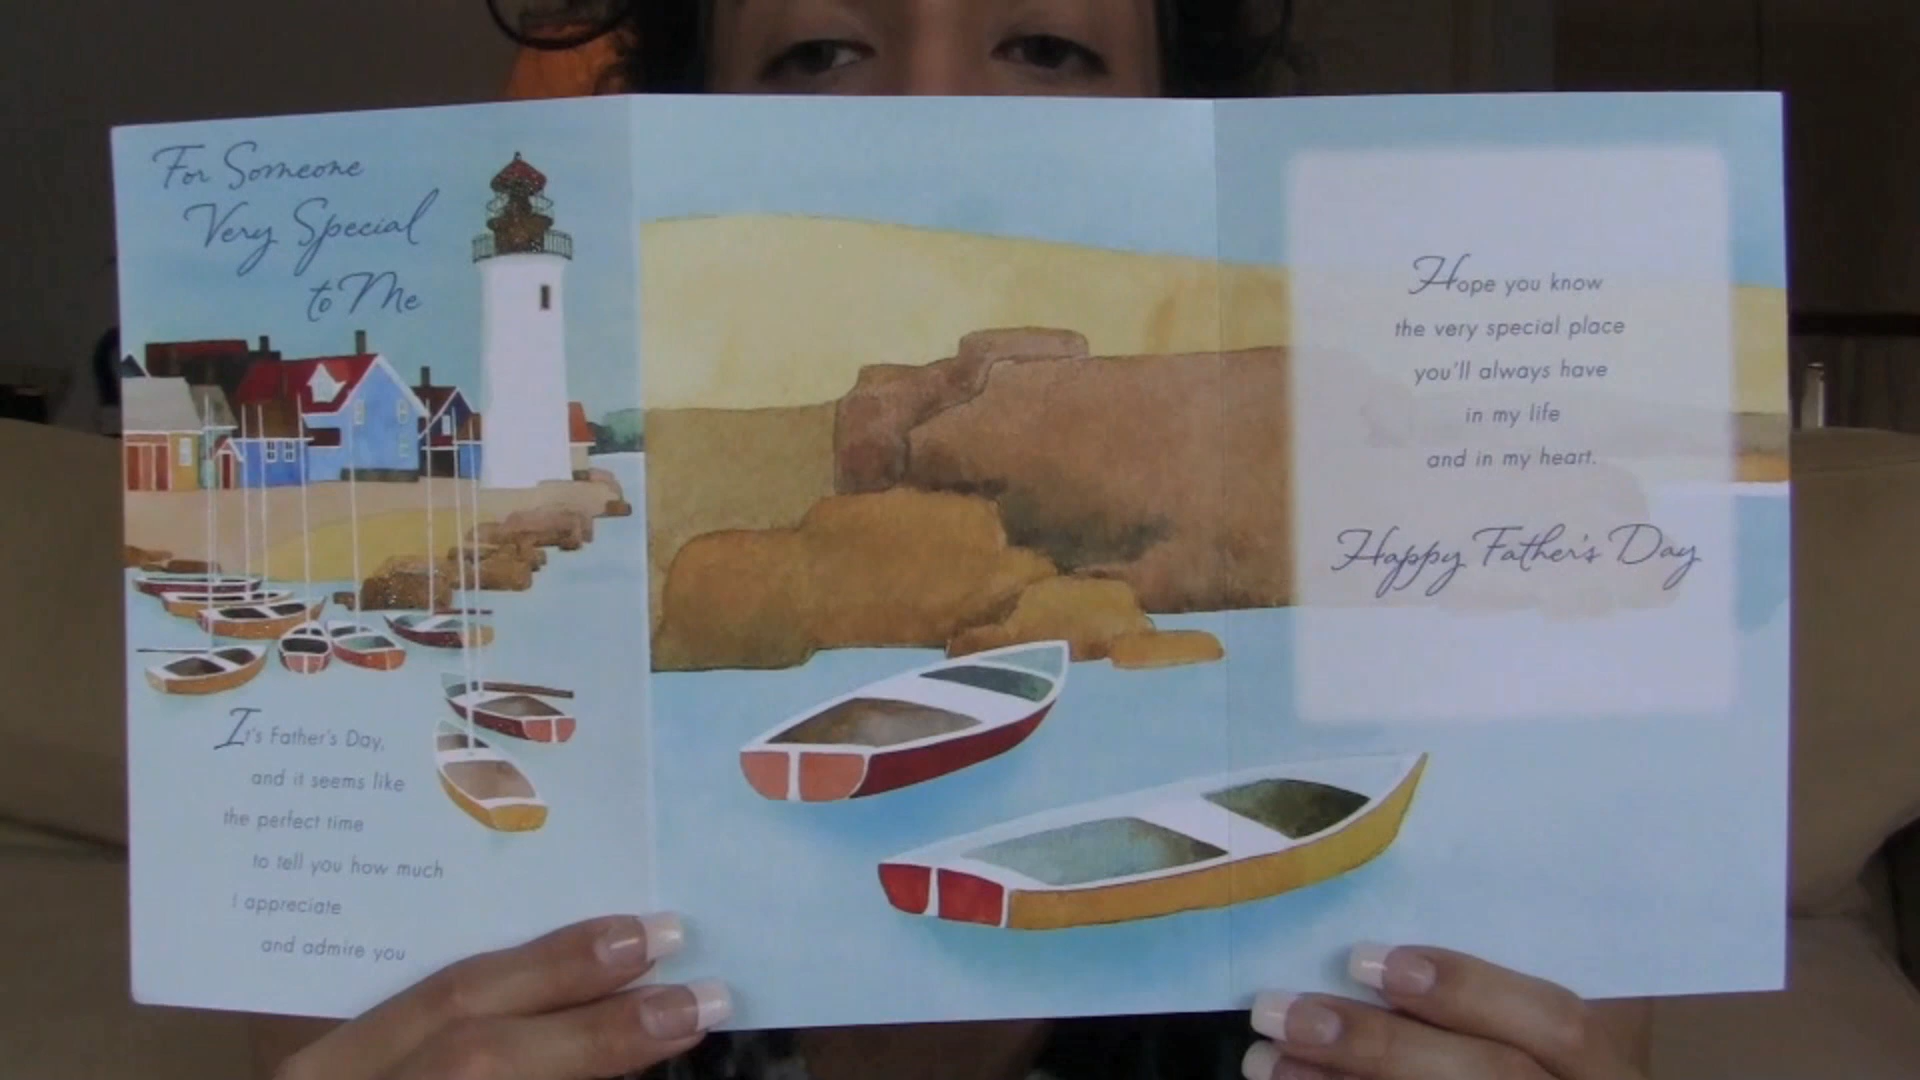 For Someone
Very Special
to Me
It's Father's Day,
and it seems like
the perfect time
to tell you how much
I appreciate
and admire you
Hope you know
the very special place
you'll always have
in my life
and in my heart.
Happy Father's Day